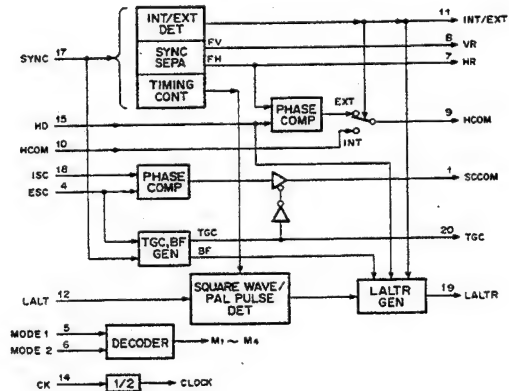 INT/EXT DET
11 INT/EXT
SYNC 17
SYNC SEPA
FV
8 VR
FH
7 HR
TIMING CONT
PHASE COMP
EXT
9 HCOM
INT
HD 15
HCOM 10
ISC 18
ESC 4
PHASE COMP
1 SCCOM
TGC, BF GEN
TGC
20 TGC
BF
LALT 12
SQUARE WAVE/ PAL PULSE DET
LALTR GEN
19 LALTR
MODE 1 5
MODE 2 6
DECODER
M1 ~ M4
CK 14
1/2
CLOCK